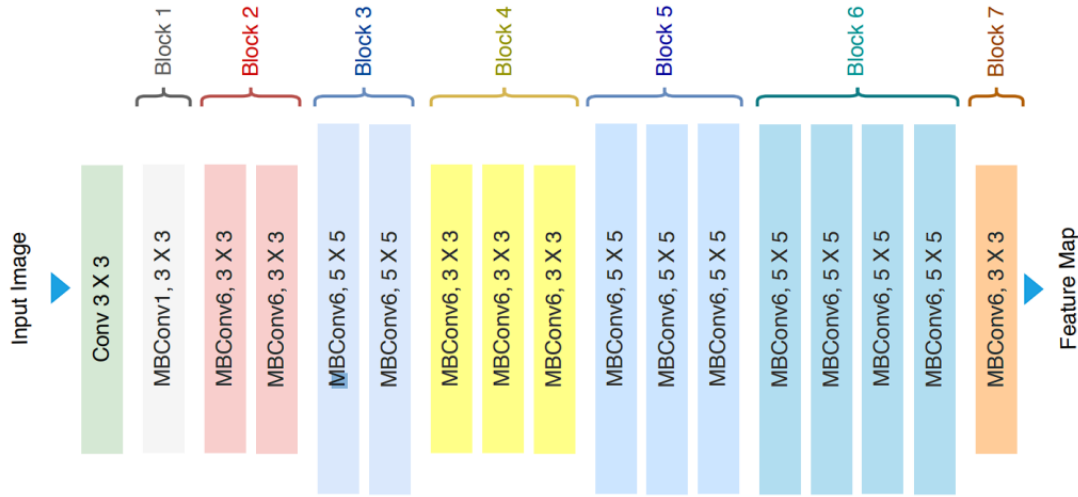 Block 1
Block 2
Block 3
Block 4
Block 5
Block 6
Block 7
Input Image
Conv 3 X 3
MBConv1, 3 X 3
MBConv6, 3 X 3
MBConv6, 3 X 3
MBConv6, 5 X 5
MBConv6, 5 X 5
MBConv6, 3 X 3
MBConv6, 3 X 3
MBConv6, 3 X 3
MBConv6, 5 X 5
MBConv6, 5 X 5
MBConv6, 5 X 5
MBConv6, 5 X 5
MBConv6, 5 X 5
MBConv6, 5 X 5
MBConv6, 5 X 5
MBConv6, 3 X 3
Feature Map